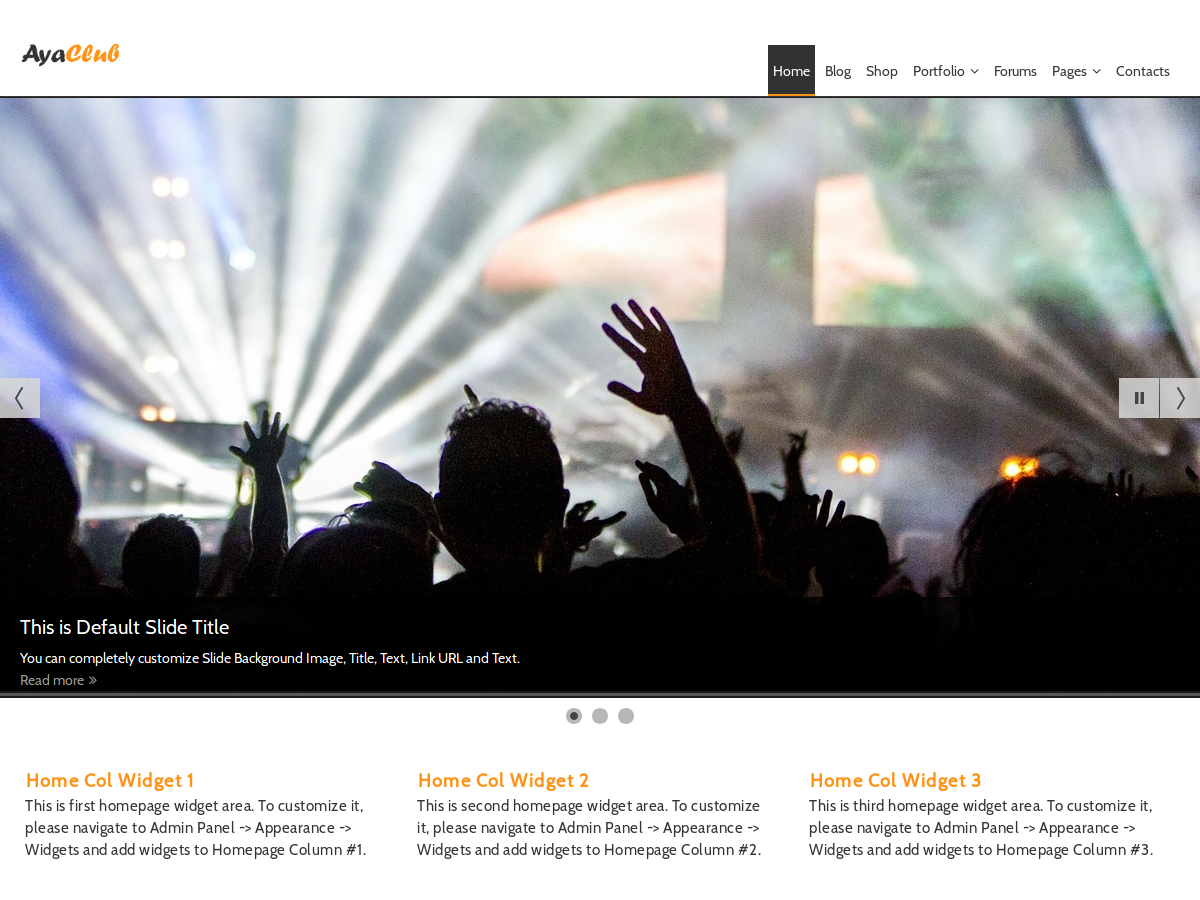 AyaClub
Home Blog Shop Portfolio Forums Pages Contacts
This is Default Slide Title
You can completely customize Slide Background Image, Title, Text, Link URL and Text.
Read more »
Home Col Widget 1
This is first homepage widget area. To customize it,
please navigate to Admin Panel -> Appearance ->
Widgets and add widgets to Homepage Column #1.
Home Col Widget 2
This is second homepage widget area. To customize
it, please navigate to Admin Panel -> Appearance ->
Widgets and add widgets to Homepage Column #2.
Home Col Widget 3
This is third homepage widget area. To customize it,
please navigate to Admin Panel -> Appearance ->
Widgets and add widgets to Homepage Column #3.